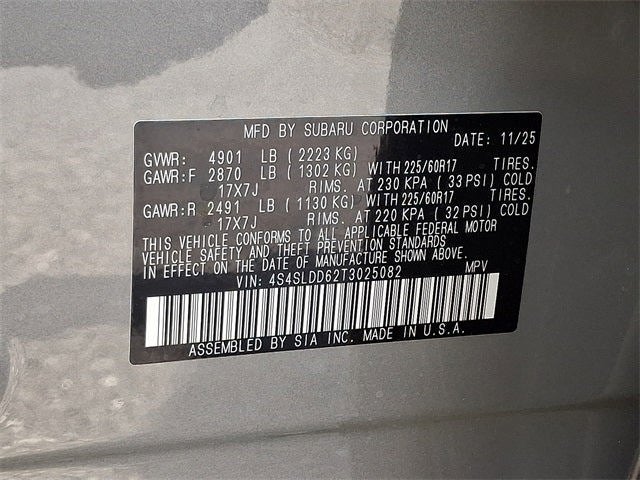 MFD BY SUBARU CORPORATION
DATE: 11/25
GVWR: 4901 LB (2223 KG)
GAWR:F 2870 LB (1302 KG) WITH 225/60R17 TIRES.
17X7J RIMS. AT 230 KPA (33 PSI) COLD
GAWR:R 2491 LB (1130 KG) WITH 225/60R17 TIRES.
17X7J RIMS. AT 220 KPA (32 PSI) COLD
THIS VEHICLE CONFORMS TO ALL APPLICABLE FEDERAL MOTOR
VEHICLE SAFETY AND THEFT PREVENTION STANDARDS
IN EFFECT ON THE DATE OF MANUFACTURE SHOWN ABOVE.
VIN: 4S4SLDD62T3025082 MPV
ASSEMBLED BY SIA INC. MADE IN U.S.A.